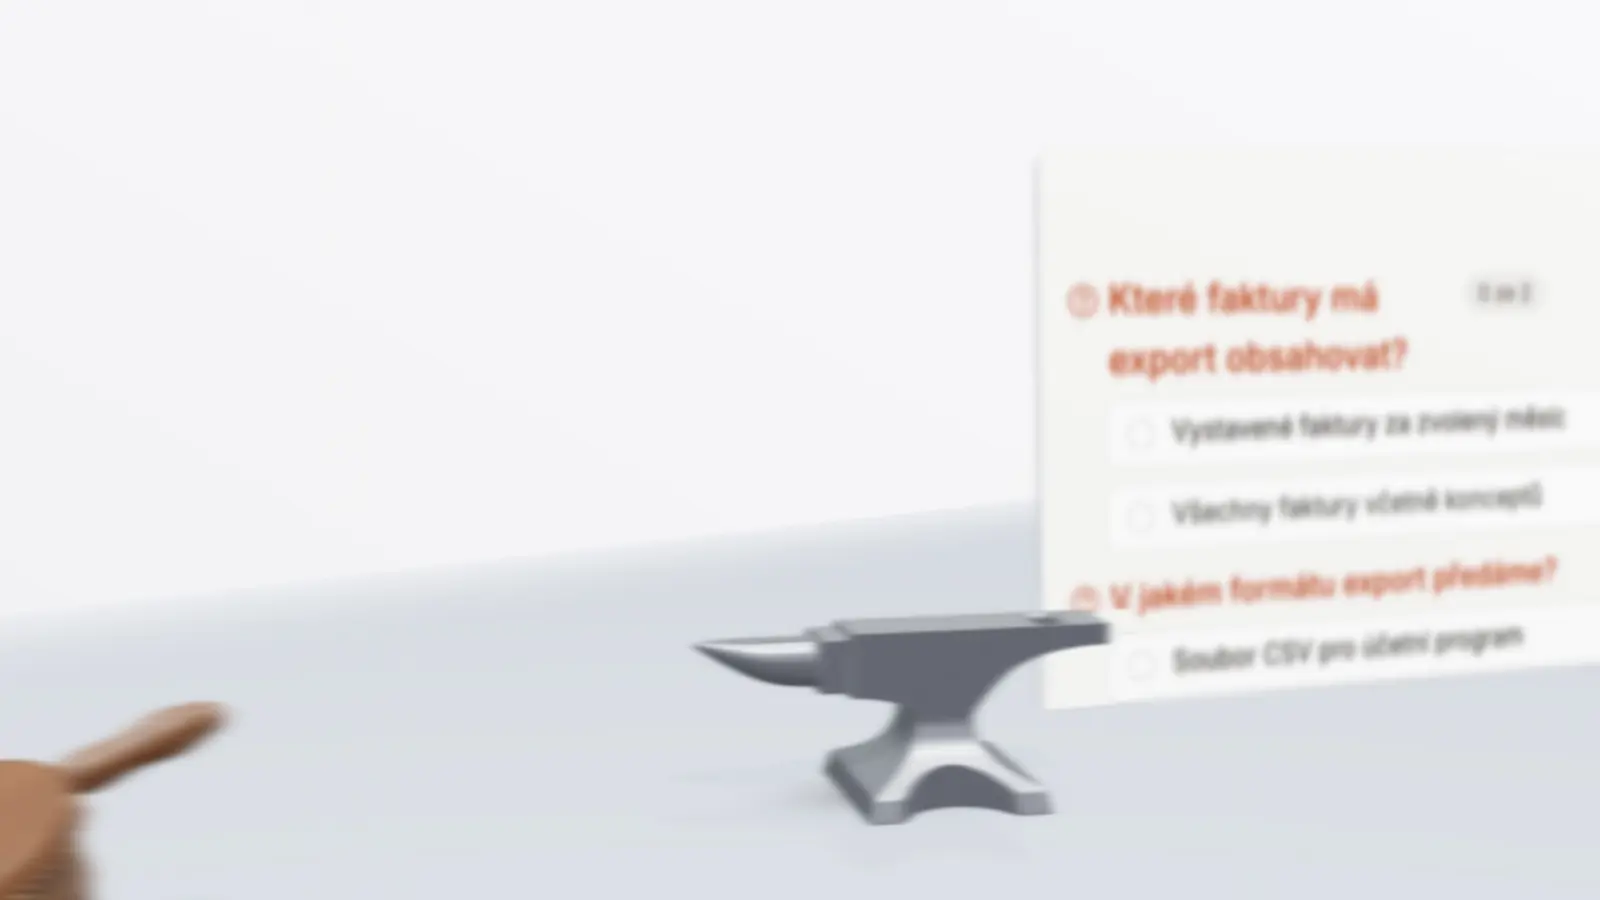 Které faktury má
export obsahovat?
Vystavené faktury za zvolený měsíc
Všechny faktury včetně konceptů
V jakém formátu export předáme?
Soubor CSV pro účetní program